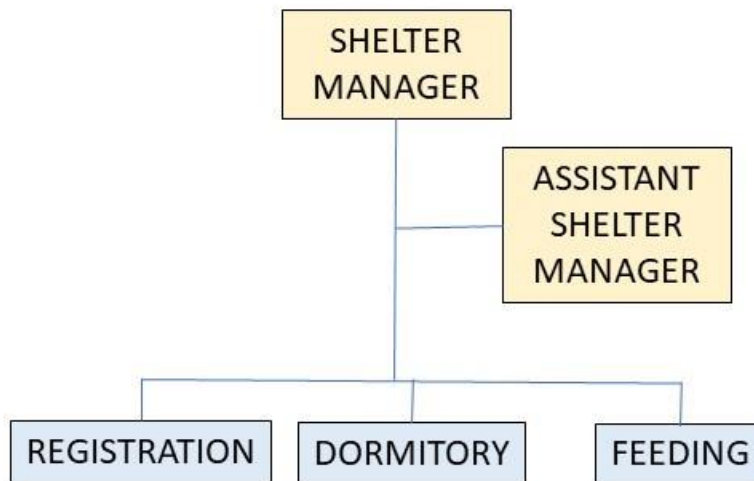 SHELTER
MANAGER
ASSISTANT
SHELTER
MANAGER
REGISTRATION
DORMITORY
FEEDING